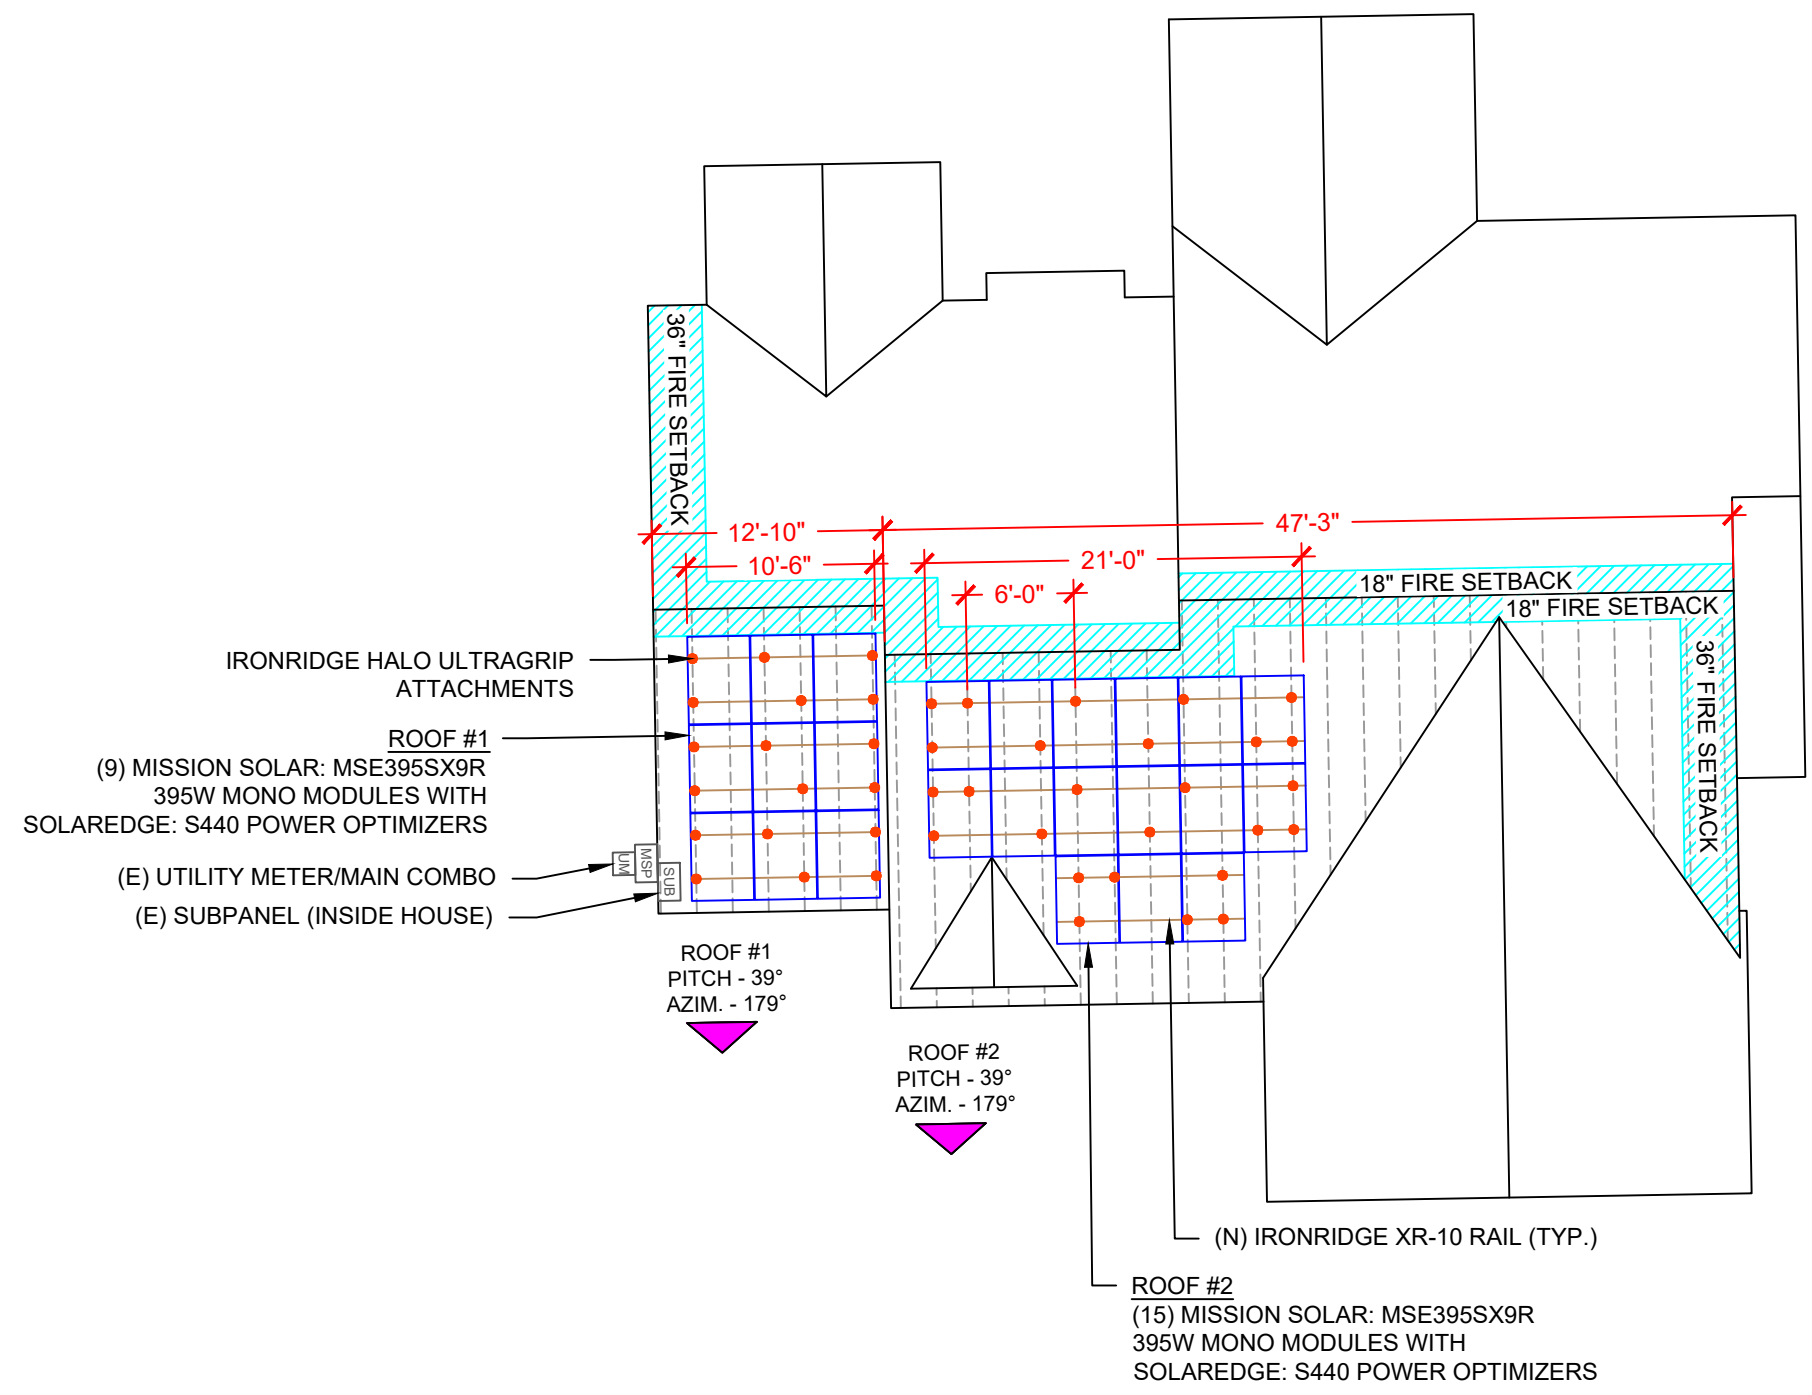 36" FIRE SETBACK
12'-10"
47'-3"
10'-6"
21'-0"
6'-0"
18" FIRE SETBACK
18" FIRE SETBACK
36" FIRE SETBACK
IRONRIDGE HALO ULTRAGRIP
ATTACHMENTS
ROOF #1
(9) MISSION SOLAR: MSE395SX9R
395W MONO MODULES WITH
SOLAREDGE: S440 POWER OPTIMIZERS
(E) UTILITY METER/MAIN COMBO
(E) SUBPANEL (INSIDE HOUSE)
UM
MSP
SUB
ROOF #1
PITCH - 39°
AZIM. - 179°
ROOF #2
PITCH - 39°
AZIM. - 179°
(N) IRONRIDGE XR-10 RAIL (TYP.)
ROOF #2
(15) MISSION SOLAR: MSE395SX9R
395W MONO MODULES WITH
SOLAREDGE: S440 POWER OPTIMIZERS